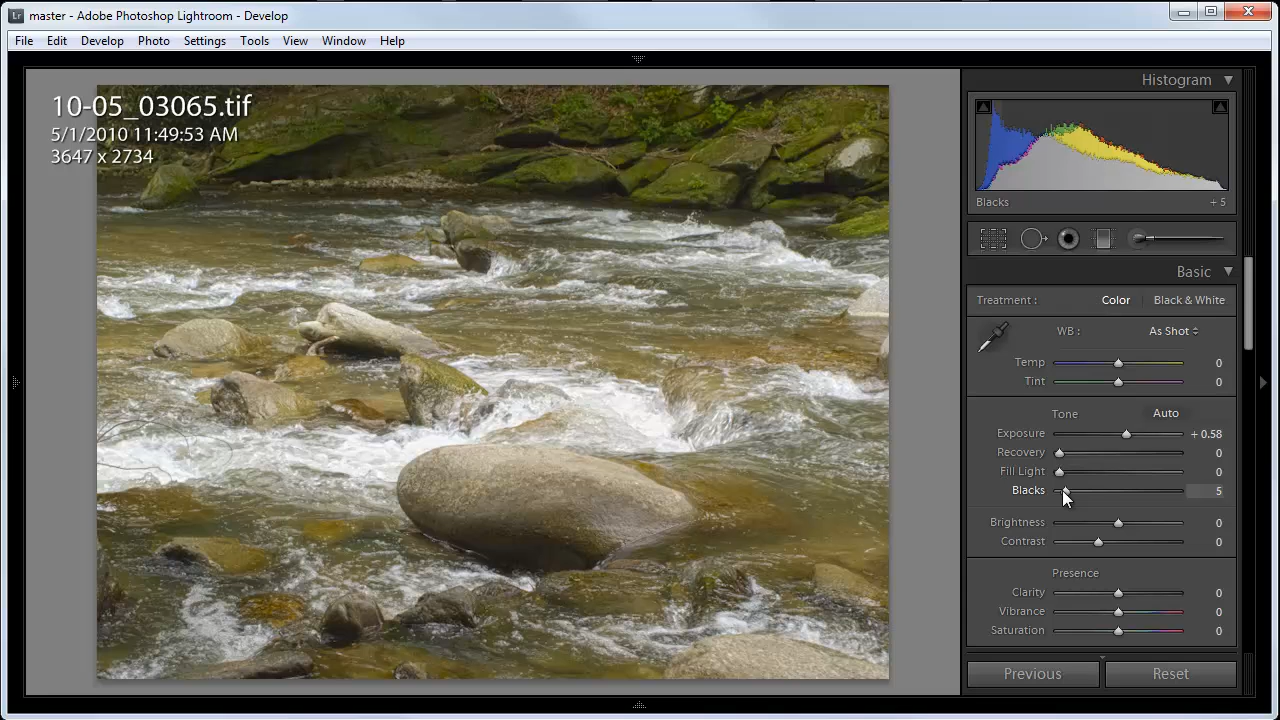 Lr master - Adobe Photoshop Lightroom - Develop
File Edit Develop Photo Settings Tools View Window Help
10-05_03065.tif
5/1/2010 11:49:53 AM
3647 x 2734
Histogram
Blacks + 5
Basic
Treatment : Color Black & White
WB : As Shot
Temp 0
Tint 0
Tone Auto
Exposure + 0.58
Recovery 0
Fill Light 0
Blacks 5
Brightness 0
Contrast 0
Presence
Clarity 0
Vibrance 0
Saturation 0
Previous Reset